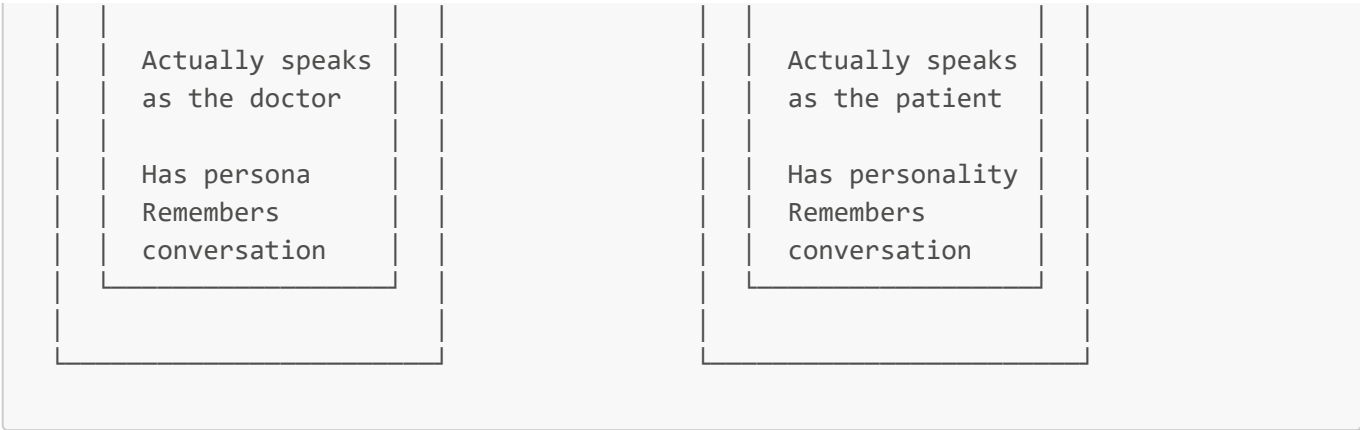 Actually speaks Actually speaks
as the doctor as the patient
Has persona Has personality
Remembers Remembers
conversation conversation